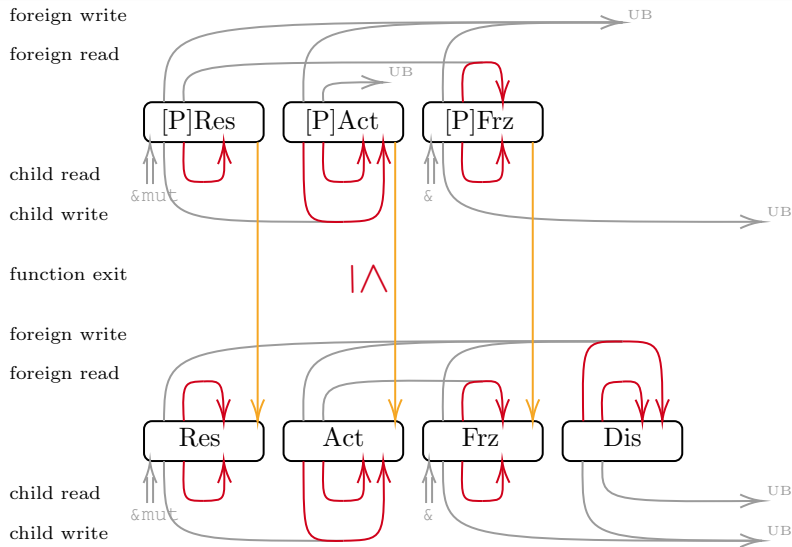 foreign write
UB
foreign read
UB
[P]Res [P]Act [P]Frz
child read
&mut &
child write
UB
function exit
foreign write
foreign read
Res Act Frz Dis
child read
UB
&mut &
child write
UB